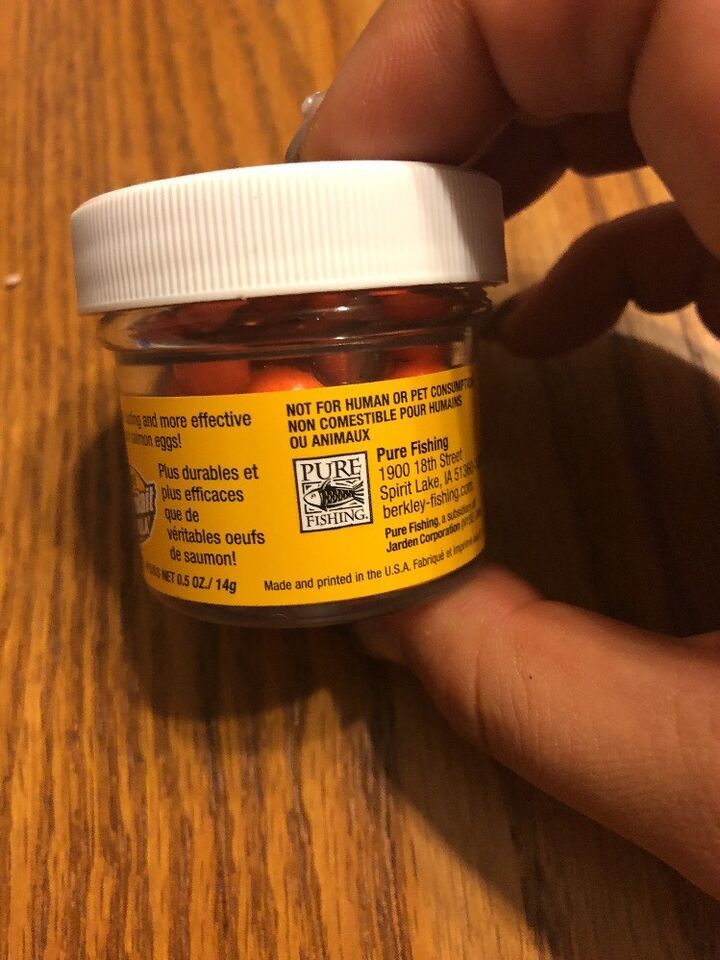 and more effective
salmon eggs!
Plus durables et
plus efficaces
que de
véritables oeufs
de saumon!
NET 0.5 OZ./ 14g
NOT FOR HUMAN OR PET CONSUMPTION
NON COMESTIBLE POUR HUMAINS
OU ANIMAUX
PURE
FISHING.
Pure Fishing
1900 18th Street
Spirit Lake, IA
berkley-fishing.com
Pure Fishing, a subsidiary
Jarden Corporation
Made and printed in the U.S.A. Fabriqué et